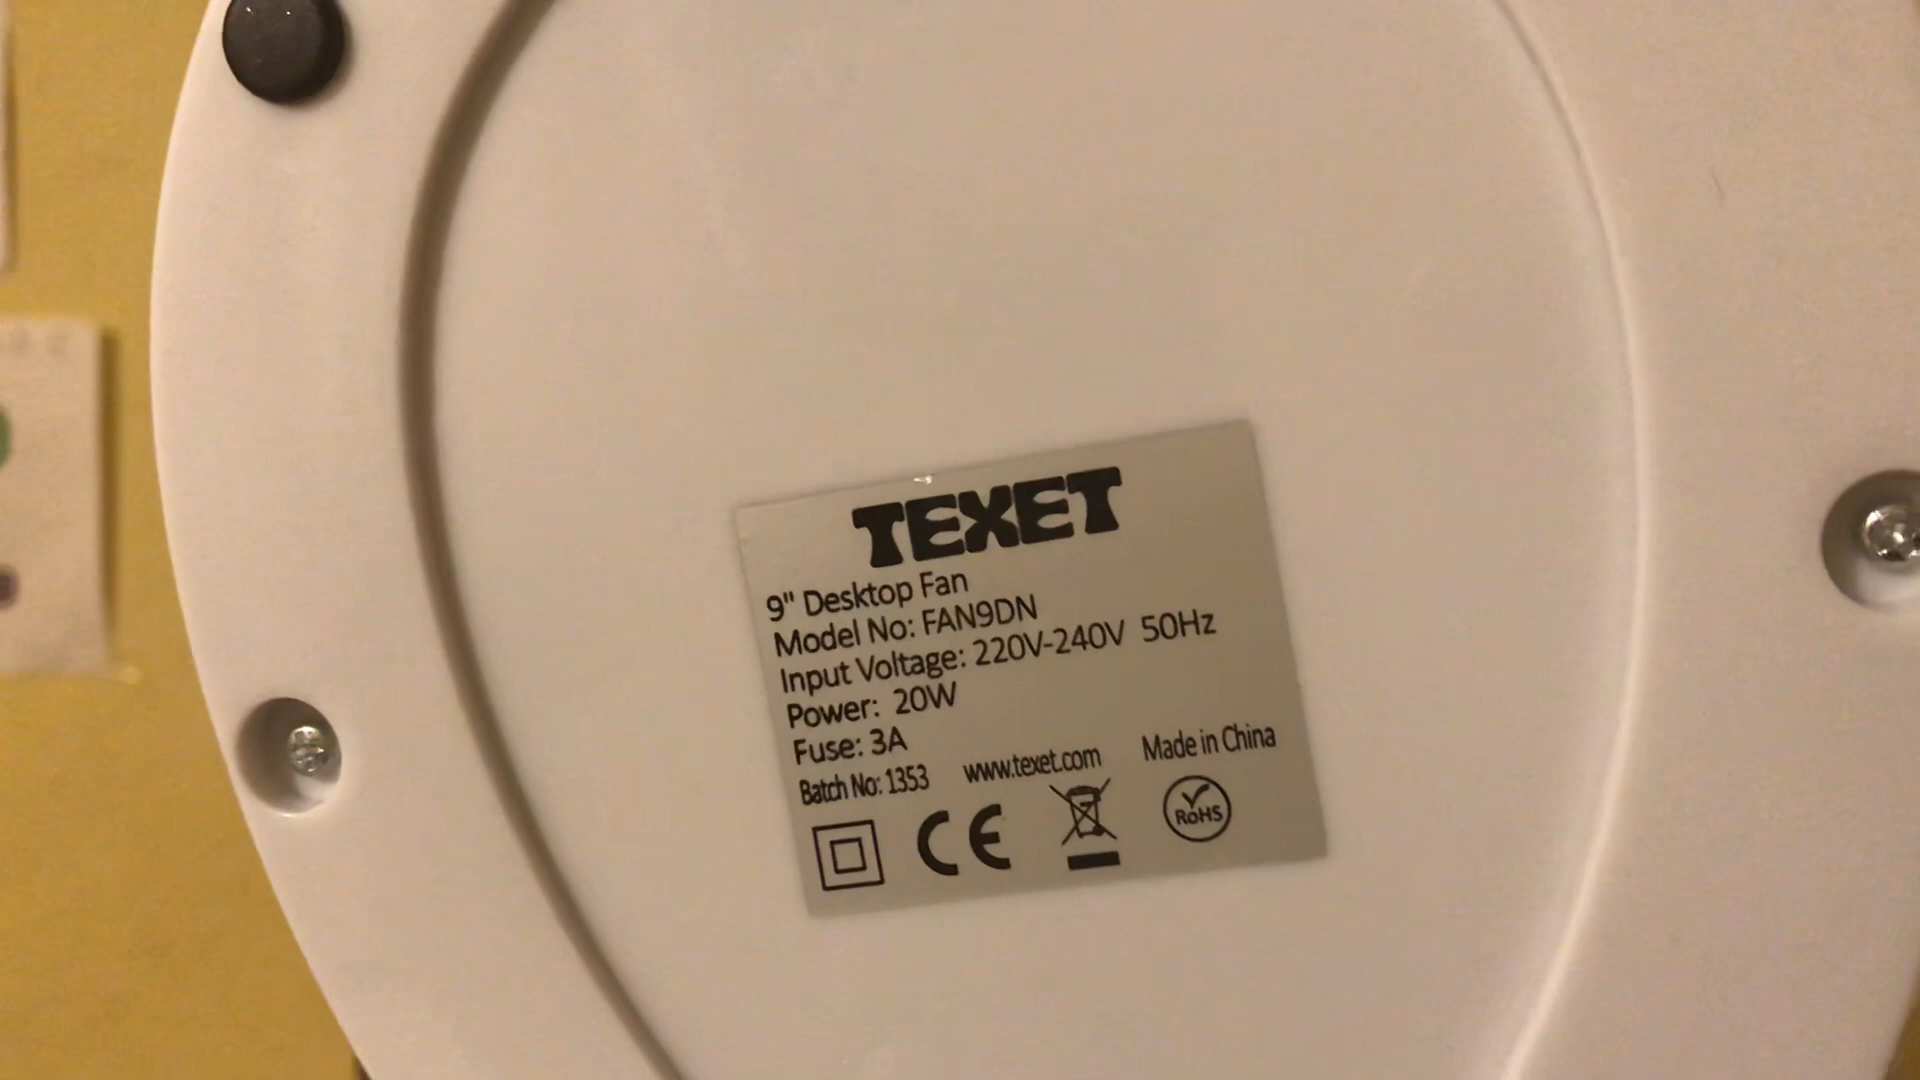 TEXET
9" Desktop Fan
Model No: FAN9DN
Input Voltage: 220V-240V 50Hz
Power: 20W
Fuse: 3A
Batch No: 1353 www.texet.com Made in China
CE RoHS